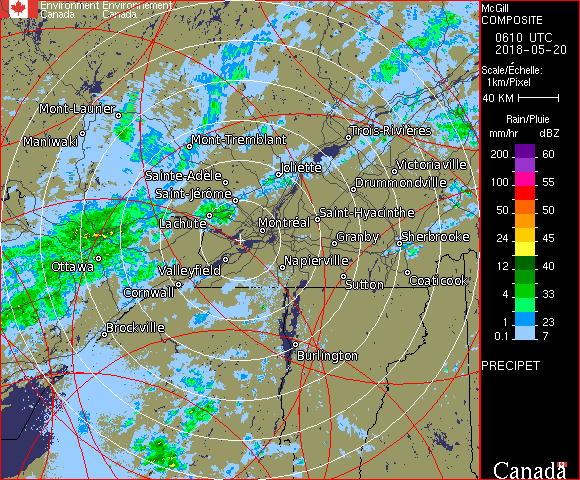 Environment Environnement
Canada Canada
McGill
COMPOSITE
0610 UTC
2018-05-20
Scale/Échelle:
1km/Pixel
40 KM
Rain/Pluie
mm/hr dBZ
200 60
100 55
50 50
24 45
12 40
4 33
1 23
0.1 7
PRECIPET
Canada
Mont-Laurier
Maniwaki
Mont-Tremblant
Trois-Rivières
Joliette
Victoriaville
Sainte-Adèle
Drummondville
Saint-Jérôme
Saint-Hyacinthe
Lachute
Montréal
Granby
Sherbrooke
Ottawa
Valleyfield
Napierville
Cornwall
Sutton
Coaticook
Brockville
Burlington